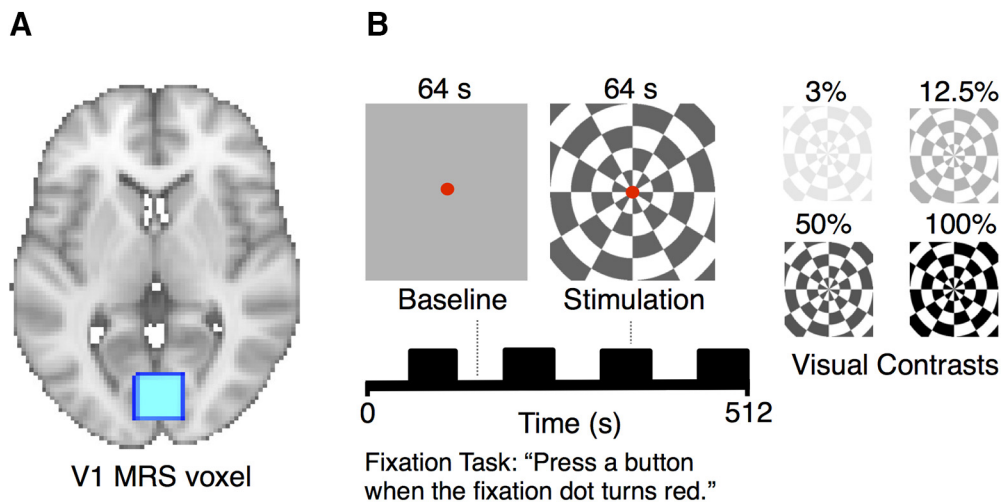 A
V1 MRS voxel
B
64 s
64 s
Baseline
Stimulation
0
512
Time (s)
Fixation Task: “Press a button
when the fixation dot turns red.”
3%
12.5%
50%
100%
Visual Contrasts